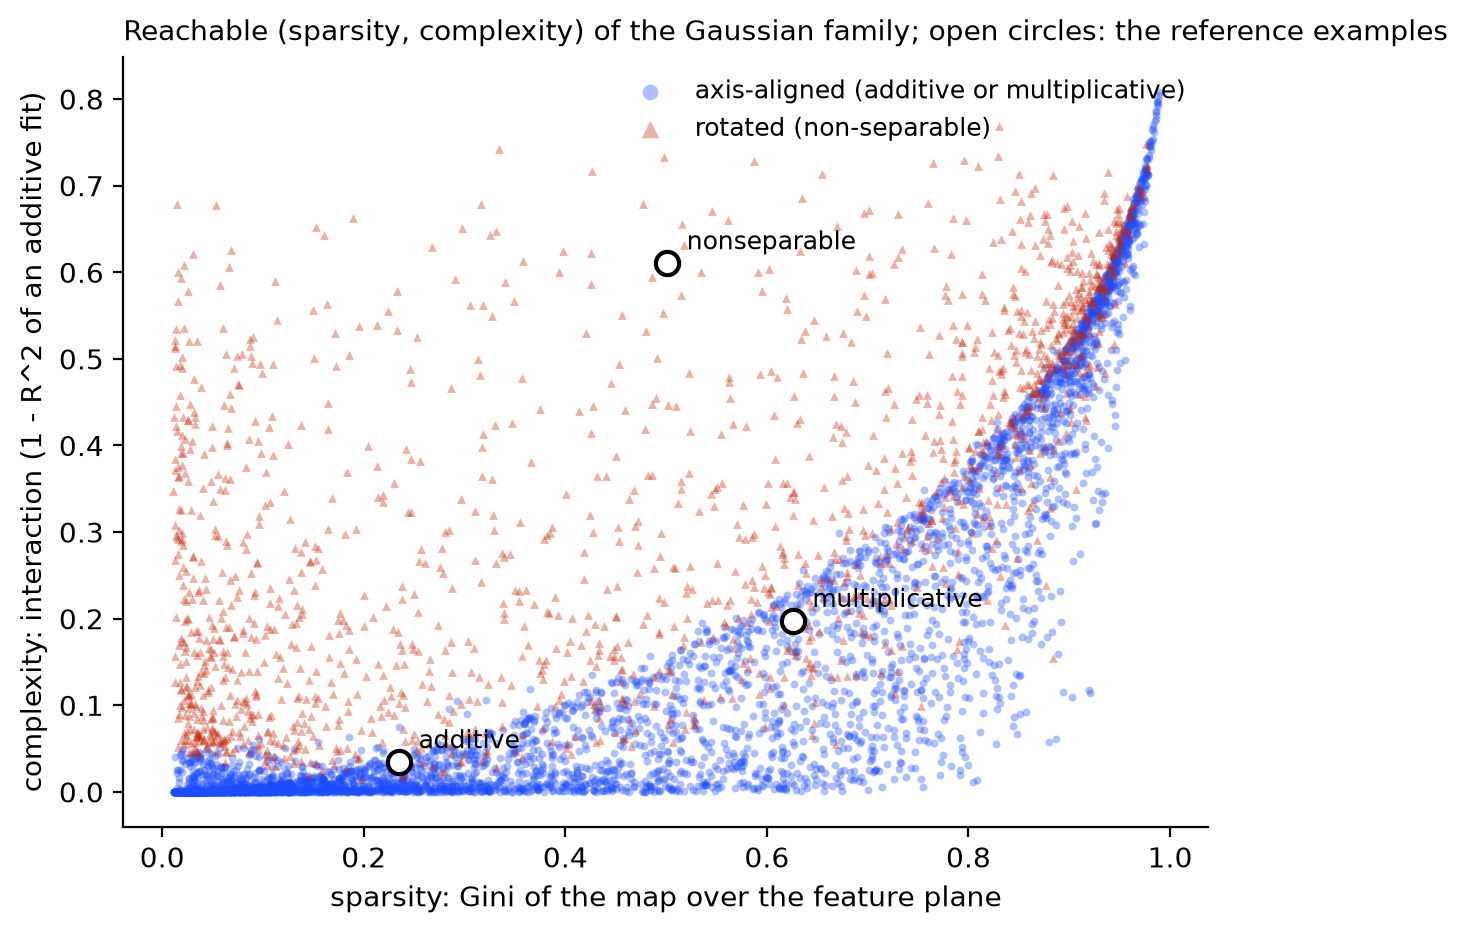 Reachable (sparsity, complexity) of the Gaussian family; open circles: the reference examples
axis-aligned (additive or multiplicative)
rotated (non-separable)
nonseparable
multiplicative
additive
complexity: interaction (1 - R^2 of an additive fit)
0.8
0.7
0.6
0.5
0.4
0.3
0.2
0.1
0.0
0.0 0.2 0.4 0.6 0.8 1.0
sparsity: Gini of the map over the feature plane